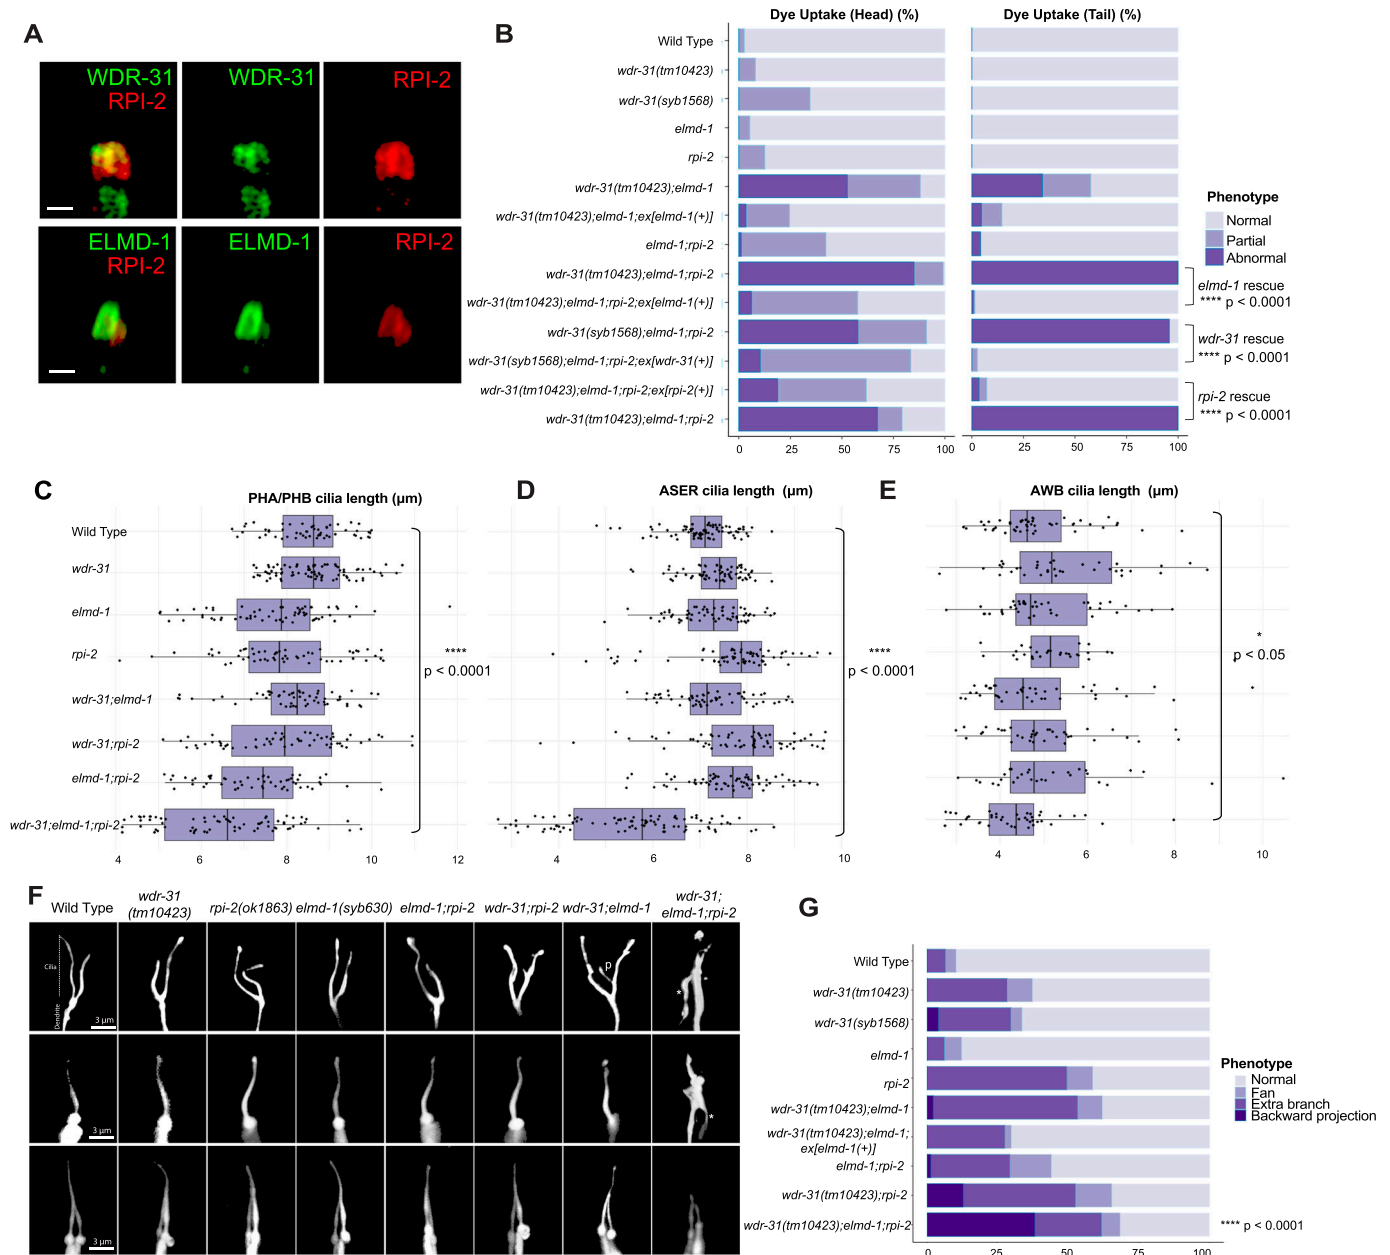 A
WDR-31
RPI-2
WDR-31
RPI-2
ELMD-1
RPI-2
ELMD-1
RPI-2
B
Dye Uptake (Head) (%)
Dye Uptake (Tail) (%)
Wild Type
wdr-31(tm10423)
wdr-31(syb1568)
elmd-1
rpi-2
wdr-31(tm10423);elmd-1
wdr-31(tm10423);elmd-1;ex[elmd-1(+)]
elmd-1;rpi-2
wdr-31(tm10423);elmd-1;rpi-2
wdr-31(tm10423);elmd-1;rpi-2;ex[elmd-1(+)]
wdr-31(syb1568);elmd-1;rpi-2
wdr-31(syb1568);elmd-1;rpi-2;ex[wdr-31(+)]
wdr-31(tm10423);elmd-1;rpi-2;ex[rpi-2(+)]
wdr-31(tm10423);elmd-1;rpi-2
0 25 50 75 100
0 25 50 75 100
Phenotype
Normal
Partial
Abnormal
elmd-1 rescue
**** p < 0.0001
wdr-31 rescue
**** p < 0.0001
rpi-2 rescue
**** p < 0.0001
C
PHA/PHB cilia length (µm)
Wild Type
wdr-31
elmd-1
rpi-2
wdr-31;elmd-1
wdr-31;rpi-2
elmd-1;rpi-2
wdr-31;elmd-1;rpi-2
****
p < 0.0001
4 6 8 10 12
D
ASER cilia length (µm)
****
p < 0.0001
4 6 8 10
E
AWB cilia length (µm)
*
p < 0.05
4 6 8 10
F
Wild Type
wdr-31
(tm10423)
rpi-2(ok1863)
elmd-1(syb630)
elmd-1;rpi-2
wdr-31;rpi-2
wdr-31;elmd-1
wdr-31;
elmd-1;rpi-2
Cilia
Dendrite
3 µm
p
*
3 µm
*
3 µm
G
Wild Type
wdr-31(tm10423)
wdr-31(syb1568)
elmd-1
rpi-2
wdr-31(tm10423);elmd-1
wdr-31(tm10423);elmd-1;
ex[elmd-1(+)]
elmd-1;rpi-2
wdr-31(tm10423);rpi-2
wdr-31(tm10423);elmd-1;rpi-2
**** p < 0.0001
0 25 50 75 100
Phenotype
Normal
Fan
Extra branch
Backward projection